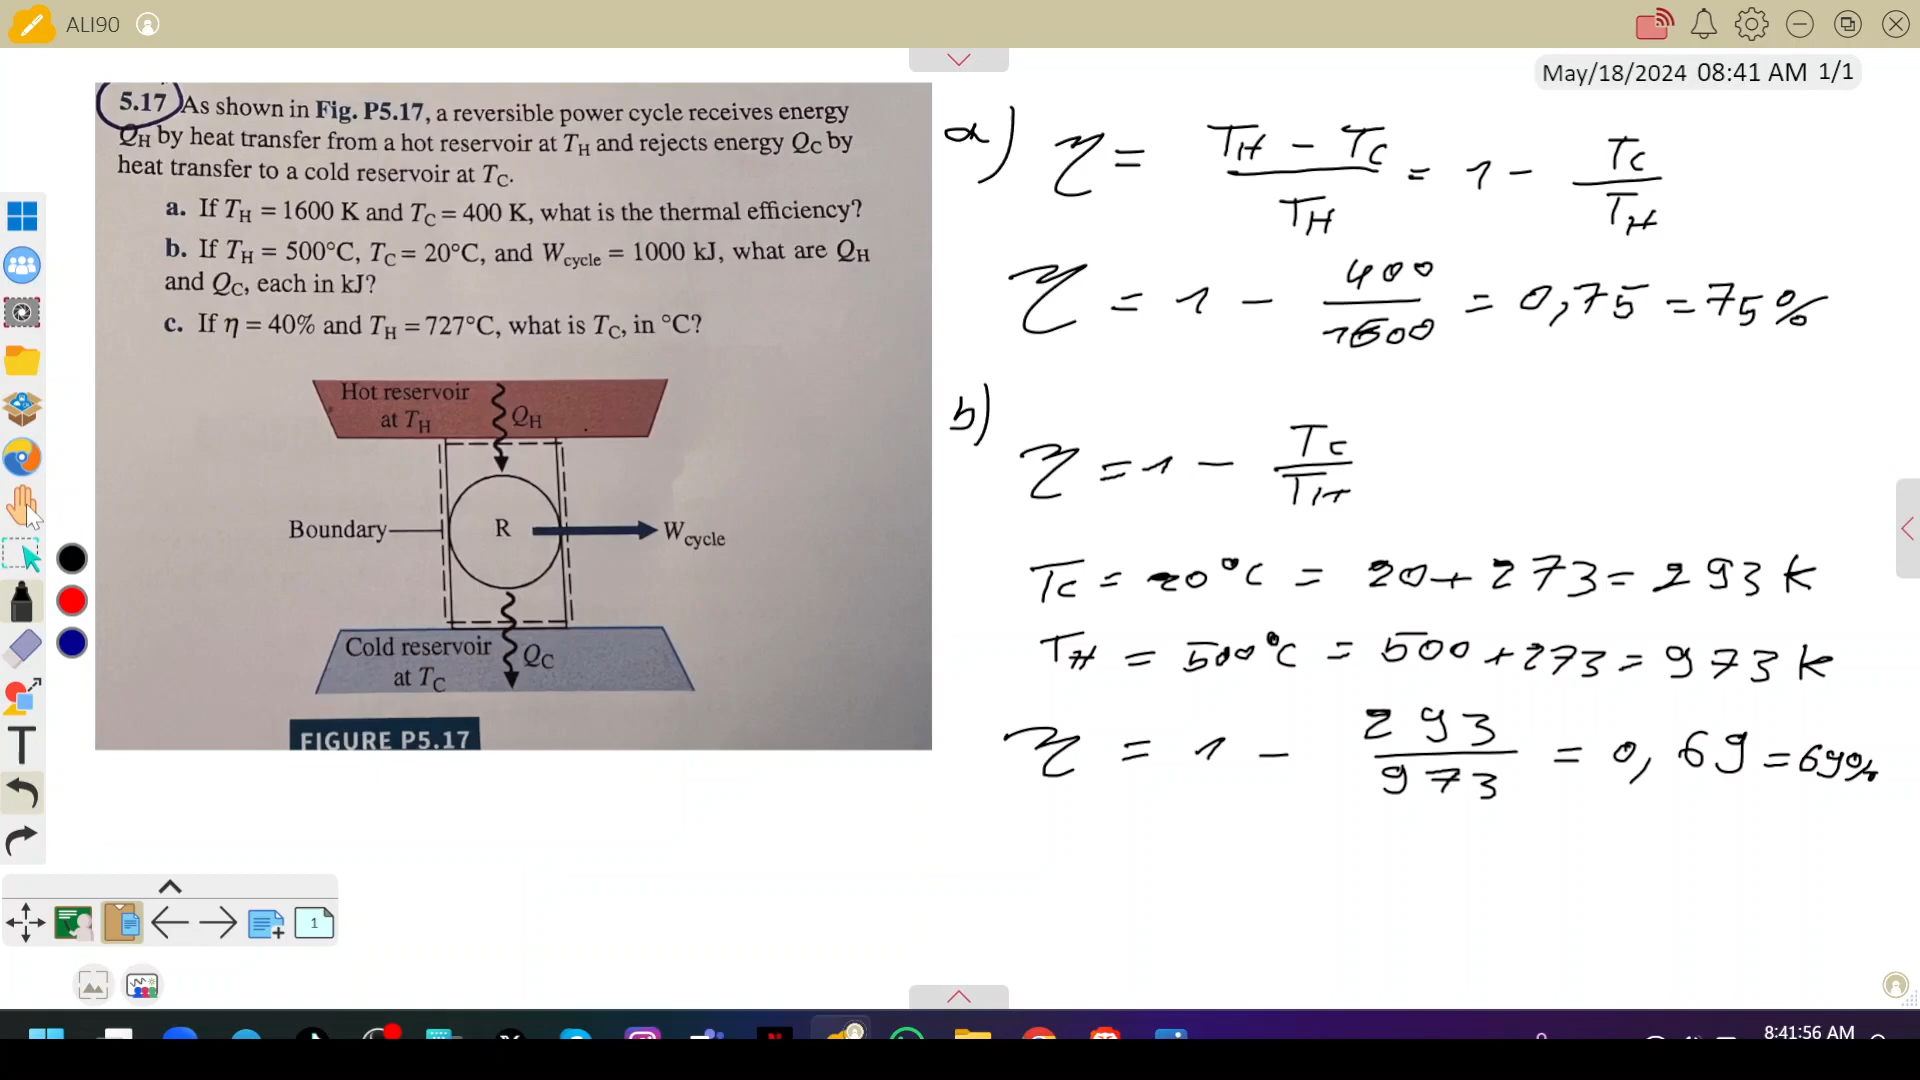 ALI90
May/18/2024 08:41 AM 1/1
5.17 As shown in Fig. P5.17, a reversible power cycle receives energy
QH by heat transfer from a hot reservoir at TH and rejects energy QC by
heat transfer to a cold reservoir at TC.
a. If TH = 1600 K and TC = 400 K, what is the thermal efficiency?
b. If TH = 500°C, TC = 20°C, and Wcycle = 1000 kJ, what are QH
and QC, each in kJ?
c. If η = 40% and TH = 727°C, what is TC, in °C?
Hot reservoir
at TH
QH
Boundary
R
Wcycle
Cold reservoir
at TC
QC
FIGURE P5.17
a) η = (TH - TC) / TH = 1 - TC / TH
η = 1 - 400 / 1600 = 0,75 = 75%
b)
η = 1 - TC / TH
TC = 20°C = 20 + 273 = 293 K
TH = 500°C = 500 + 273 = 973 K
η = 1 - 293 / 973 = 0,69 = 69%
T
1
8:41:56 AM